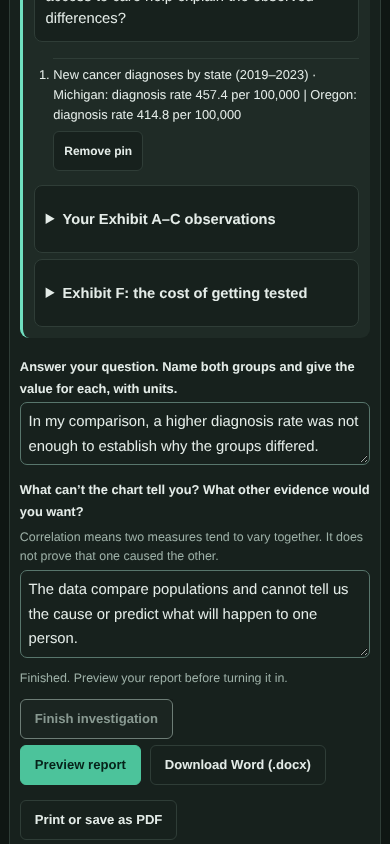 differences?
1. New cancer diagnoses by state (2019–2023) ·
Michigan: diagnosis rate 457.4 per 100,000 | Oregon:
diagnosis rate 414.8 per 100,000
Remove pin
▶ Your Exhibit A–C observations
▶ Exhibit F: the cost of getting tested
Answer your question. Name both groups and give the
value for each, with units.
In my comparison, a higher diagnosis rate was not
enough to establish why the groups differed.
What can’t the chart tell you? What other evidence would
you want?
Correlation means two measures tend to vary together. It does
not prove that one caused the other.
The data compare populations and cannot tell us
the cause or predict what will happen to one
person.
Finished. Preview your report before turning it in.
Finish investigation
Preview report
Download Word (.docx)
Print or save as PDF